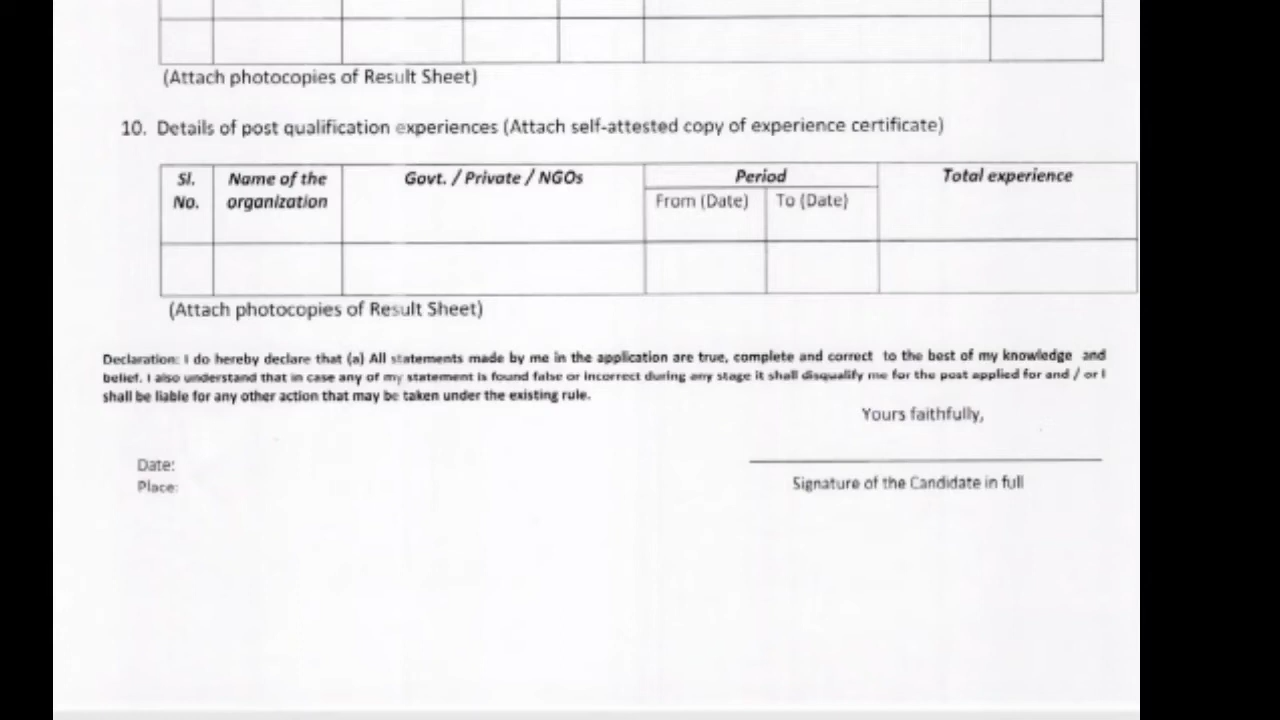 (Attach photocopies of Result Sheet)
10. Details of post qualification experiences (Attach self-attested copy of experience certificate)
Sl. No. Name of the organization Govt. / Private / NGOs Period Total experience
From (Date) To (Date)
(Attach photocopies of Result Sheet)
Declaration: I do hereby declare that (a) All statements made by me in the application are true, complete and correct to the best of my knowledge and
belief. I also understand that in case any of my statement is found false or incorrect during any stage it shall disqualify me for the post applied for and / or I
shall be liable for any other action that may be taken under the existing rule.
Yours faithfully,
Date:
Place:
Signature of the Candidate in full